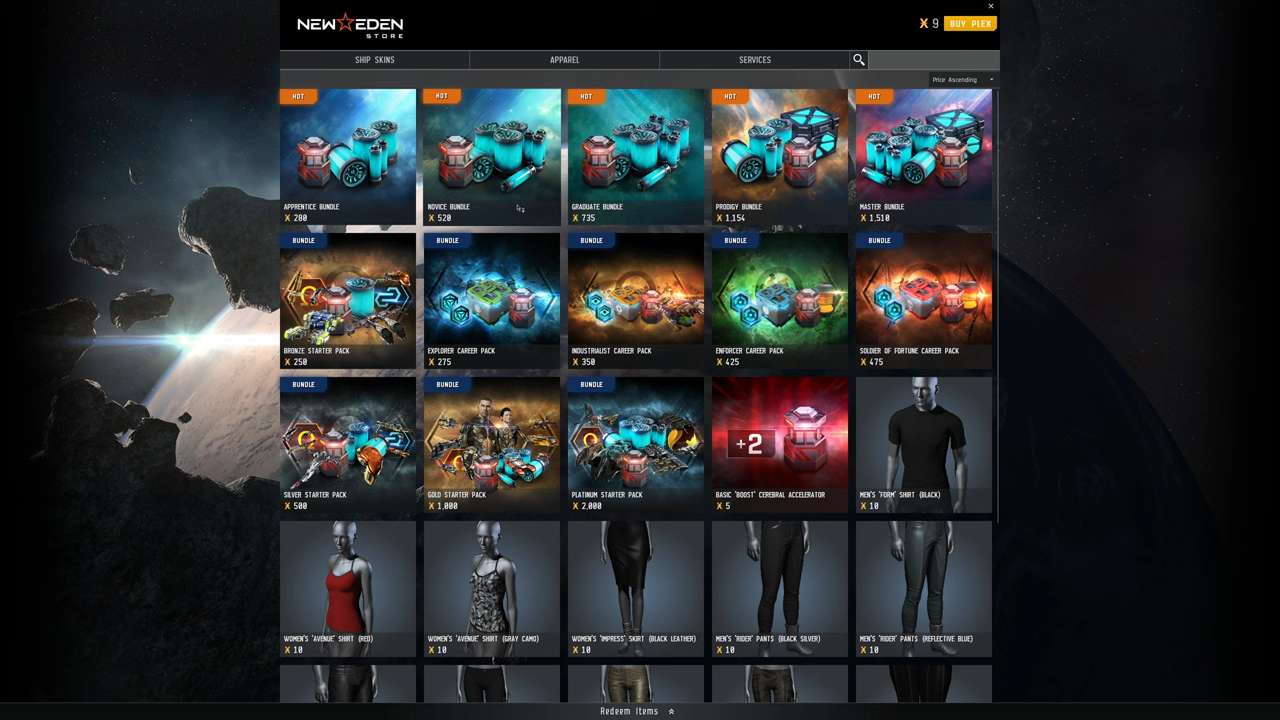 NEW EDEN
STORE
9
BUY PLEX
SHIP SKINS
APPAREL
SERVICES
Price Ascending
HOT
HOT
HOT
HOT
HOT
APPRENTICE BUNDLE
280
NOVICE BUNDLE
520
GRADUATE BUNDLE
735
PRODIGY BUNDLE
1,154
MASTER BUNDLE
1,510
BUNDLE
BUNDLE
BUNDLE
BUNDLE
BUNDLE
BRONZE STARTER PACK
250
EXPLORER CAREER PACK
275
INDUSTRIALIST CAREER PACK
350
ENFORCER CAREER PACK
425
SOLDIER OF FORTUNE CAREER PACK
475
BUNDLE
BUNDLE
BUNDLE
+2
SILVER STARTER PACK
500
GOLD STARTER PACK
1,000
PLATINUM STARTER PACK
2,000
BASIC 'BOOST' CEREBRAL ACCELERATOR
5
MEN'S 'FORM' SHIRT (BLACK)
10
WOMEN'S 'AVENUE' SHIRT (RED)
10
WOMEN'S 'AVENUE' SHIRT (GRAY CAMO)
10
WOMEN'S 'IMPRESS' SKIRT (BLACK LEATHER)
10
MEN'S 'RIDER' PANTS (BLACK SILVER)
10
MEN'S 'RIDER' PANTS (REFLECTIVE BLUE)
10
Redeem Items